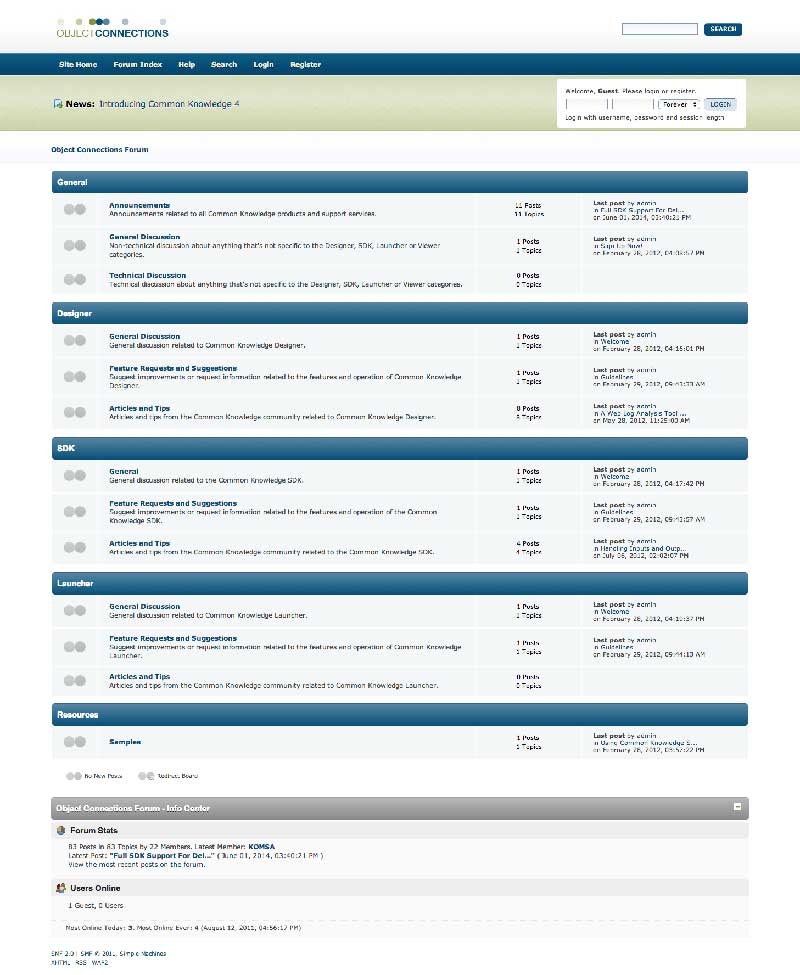 OBJECTCONNECTIONS
SEARCH
Site Home Forum Index Help Search Login Register
News: Introducing Common Knowledge 4
Welcome, Guest. Please login or register.
Forever LOGIN
Login with username, password and session length
Object Connections Forum
General
Announcements
Announcements related to all Common Knowledge products and support services.
11 Posts
11 Topics
Last post by admin
in Full SDK Support For Del...
on June 01, 2014, 03:40:21 PM
General Discussion
Non-technical discussion about anything that's not specific to the Designer, SDK, Launcher or Viewer
categories.
1 Posts
1 Topics
Last post by admin
in Sign Up Now!
on February 28, 2012, 04:08:57 PM
Technical Discussion
Technical discussion about anything that's not specific to the Designer, SDK, Launcher or Viewer categories.
0 Posts
0 Topics
Designer
General Discussion
General discussion related to Common Knowledge Designer.
1 Posts
1 Topics
Last post by admin
in Welcome
on February 28, 2012, 04:16:01 PM
Feature Requests and Suggestions
Suggest improvements or request information related to the features and operation of Common Knowledge
Designer.
1 Posts
1 Topics
Last post by admin
in Guidelines
on February 29, 2012, 09:43:33 AM
Articles and Tips
Articles and tips from the Common Knowledge community related to Common Knowledge Designer.
8 Posts
8 Topics
Last post by admin
in A Web Log Analysis Tool ...
on May 28, 2012, 11:25:00 AM
SDK
General
General discussion related to the Common Knowledge SDK.
1 Posts
1 Topics
Last post by admin
in Welcome
on February 28, 2012, 04:17:42 PM
Feature Requests and Suggestions
Suggest improvements or request information related to the features and operation of the Common
Knowledge SDK.
1 Posts
1 Topics
Last post by admin
in Guidelines
on February 29, 2012, 09:43:57 AM
Articles and Tips
Articles and tips from the Common Knowledge community related to the Common Knowledge SDK.
4 Posts
4 Topics
Last post by admin
in Handling Inputs and Outp...
on July 06, 2012, 02:02:07 PM
Launcher
General Discussion
General discussion related to Common Knowledge Launcher.
1 Posts
1 Topics
Last post by admin
in Welcome
on February 28, 2012, 04:19:37 PM
Feature Requests and Suggestions
Suggest improvements or request information related to the features and operation of Common Knowledge
Launcher.
1 Posts
1 Topics
Last post by admin
in Guidelines
on February 29, 2012, 09:44:13 AM
Articles and Tips
Articles and tips from the Common Knowledge community related to Common Knowledge Launcher.
0 Posts
0 Topics
Resources
Samples
1 Posts
1 Topics
Last post by admin
in Using Common Knowledge S...
on February 28, 2012, 03:57:22 PM
No New Posts Redirect Board
Object Connections Forum - Info Center
Forum Stats
83 Posts in 83 Topics by 22 Members. Latest Member: KOMSA
Latest Post: "Full SDK Support For Del..." ( June 01, 2014, 03:40:21 PM )
View the most recent posts on the forum.
Users Online
1 Guest, 0 Users
Most Online Today: 3. Most Online Ever: 4 (August 12, 2011, 04:56:17 PM)
SMF 2.0 | SMF © 2011, Simple Machines
XHTML RSS WAP2